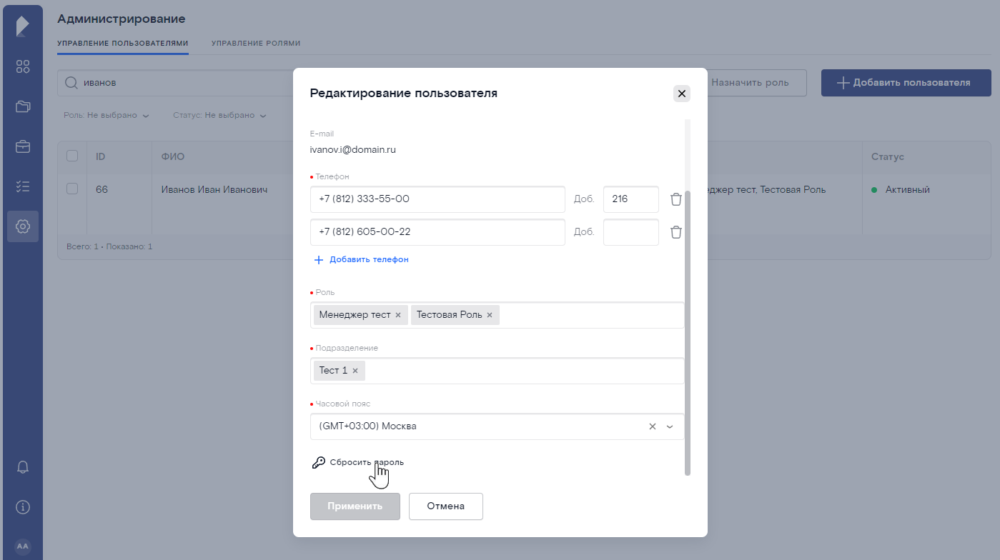 Администрирование
УПРАВЛЕНИЕ ПОЛЬЗОВАТЕЛЯМИ УПРАВЛЕНИЕ РОЛЯМИ
иванов
Назначить роль
Добавить пользователя
Роль: Не выбрано Статус: Не выбрано
ID ФИО Статус
66 Иванов Иван Иванович тест, Тестовая Роль Активный
Всего: 1 • Показано: 1
Редактирование пользователя
E-mail
ivanov.i@domain.ru
Телефон
+7 (812) 333-55-00 Доб. 216
+7 (812) 605-00-22 Доб.
Добавить телефон
Роль
Менеджер тест × Тестовая Роль ×
Подразделение
Тест 1 ×
Часовой пояс
(GMT+03:00) Москва
Сбросить пароль
Применить Отмена
AA